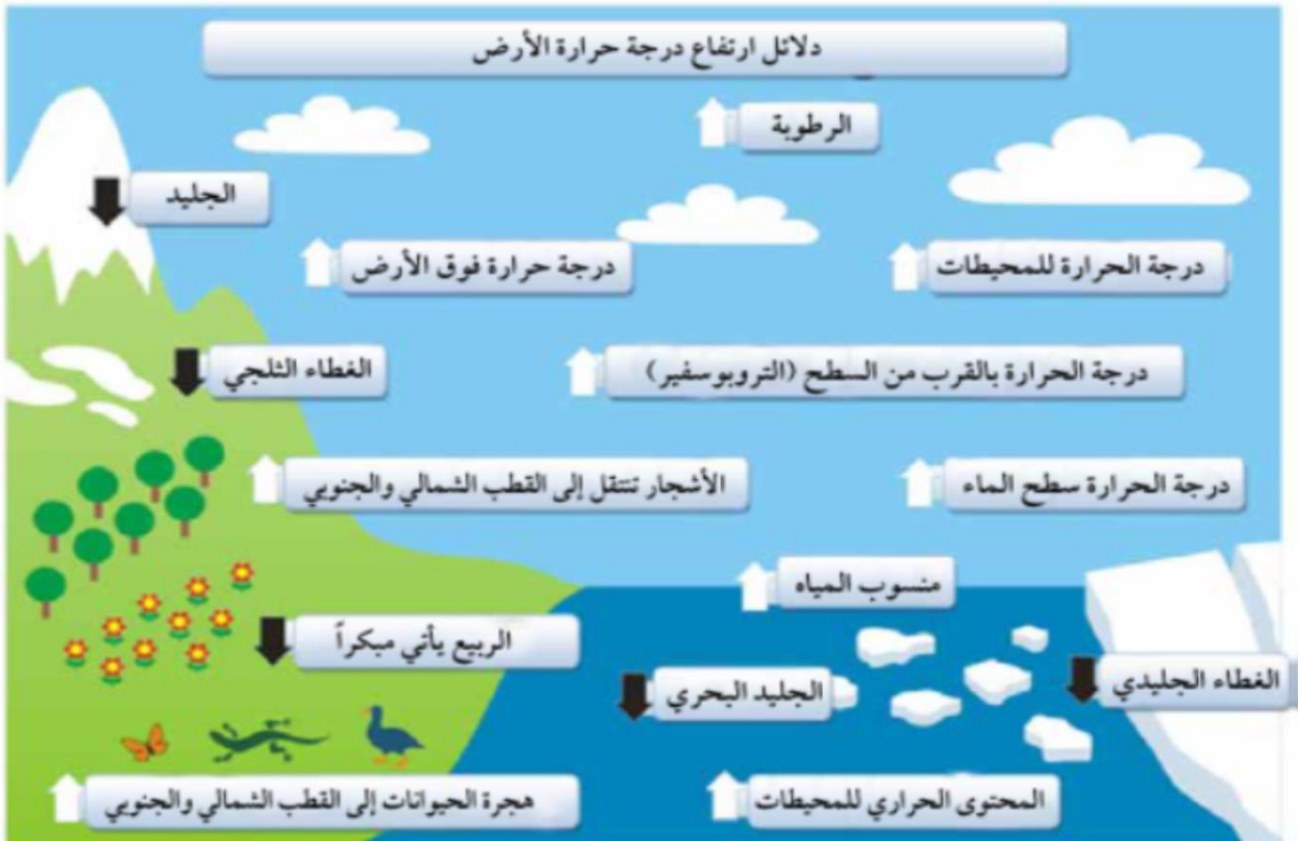 دلائل ارتفاع درجة حرارة الأرض
الرطوبة
الجليد
درجة الحرارة للمحيطات
درجة حرارة فوق الأرض
درجة الحرارة بالقرب من السطح (التروبوسفير)
الغطاء الثلجي
درجة الحرارة سطح الماء
الأشجار تنتقل إلى القطب الشمالي والجنوبي
منسوب المياه
الربيع يأتي مبكراً
الغطاء الجليدي
الجليد البحري
المحتوى الحراري للمحيطات
هجرة الحيوانات إلى القطب الشمالي والجنوبي